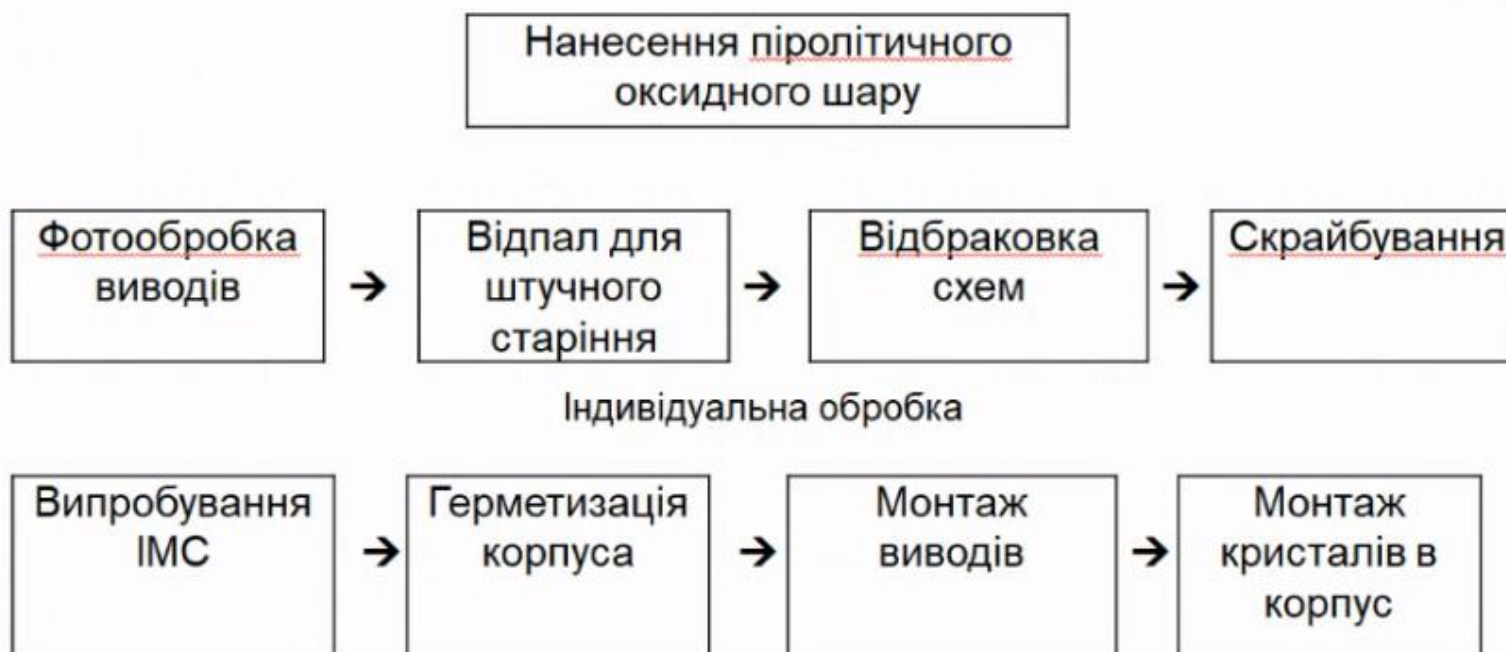 Нанесення піролітичного
оксидного шару
Фотообробка
виводів
→
Відпал для
штучного
старіння
→
Відбраковка
схем
→
Скрайбування
Індивідуальна обробка
Випробування
ІМС
→
Герметизація
корпуса
→
Монтаж
виводів
→
Монтаж
кристалів в
корпус